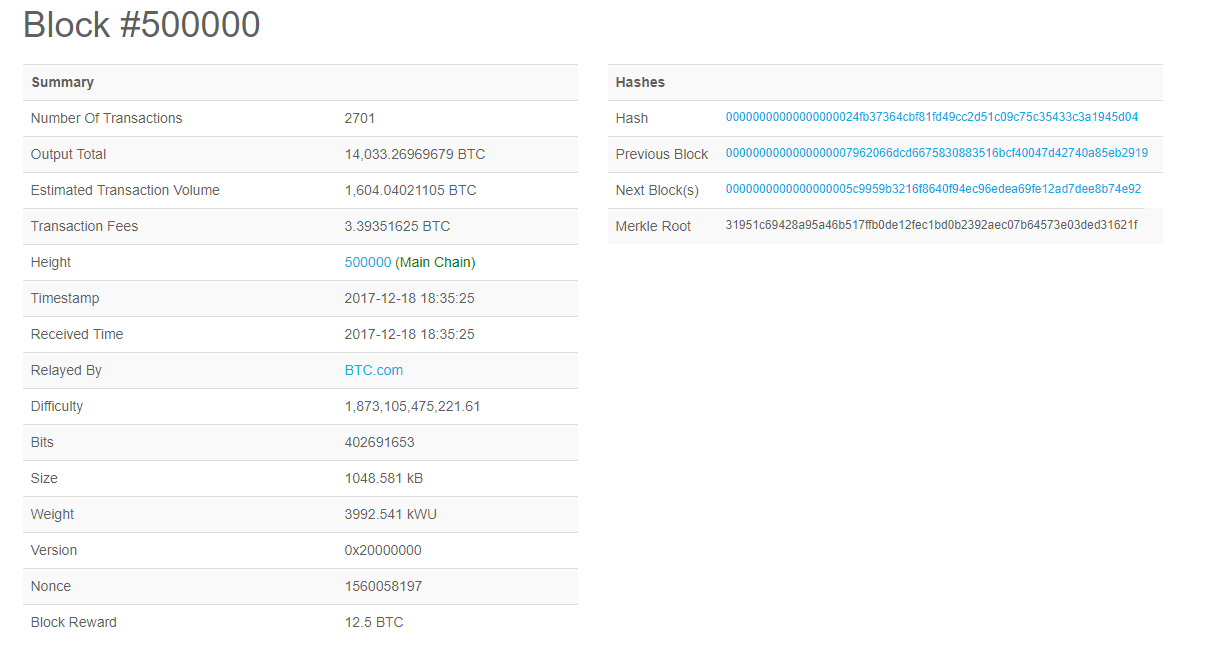 Block #500000
Summary
Number Of Transactions 2701
Output Total 14,033.26969679 BTC
Estimated Transaction Volume 1,604.04021105 BTC
Transaction Fees 3.39351625 BTC
Height 500000 (Main Chain)
Timestamp 2017-12-18 18:35:25
Received Time 2017-12-18 18:35:25
Relayed By BTC.com
Difficulty 1,873,105,475,221.61
Bits 402691653
Size 1048.581 kB
Weight 3992.541 kWU
Version 0x20000000
Nonce 1560058197
Block Reward 12.5 BTC
Hashes
Hash 00000000000000000024fb37364cbf81fd49cc2d51c09c75c35433c3a1945d04
Previous Block 0000000000000000007962066dcd6675830883516bcf40047d42740a85eb2919
Next Block(s) 0000000000000000005c9959b3216f8640f94ec96edea69fe12ad7dee8b74e92
Merkle Root 31951c69428a95a46b517ffb0de12fec1bd0b2392aec07b64573e03ded31621f